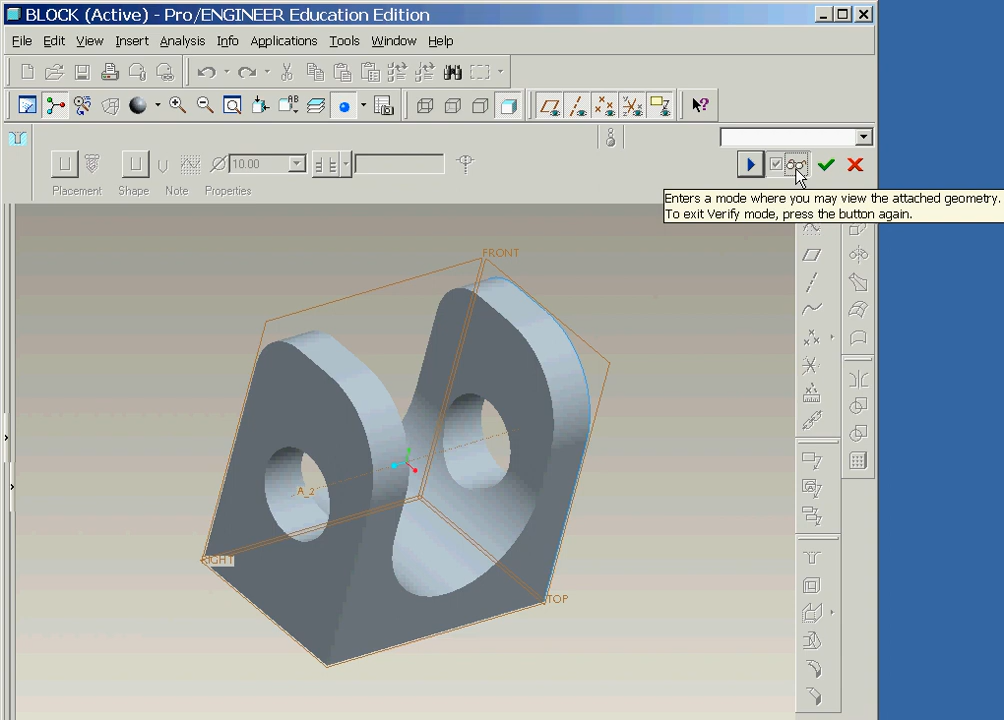 BLOCK (Active) - Pro/ENGINEER Education Edition
File Edit View Insert Analysis Info Applications Tools Window Help
10.00
Placement Shape Note Properties
Enters a mode where you may view the attached geometry.
To exit Verify mode, press the button again.
FRONT
A_2
RIGHT
TOP